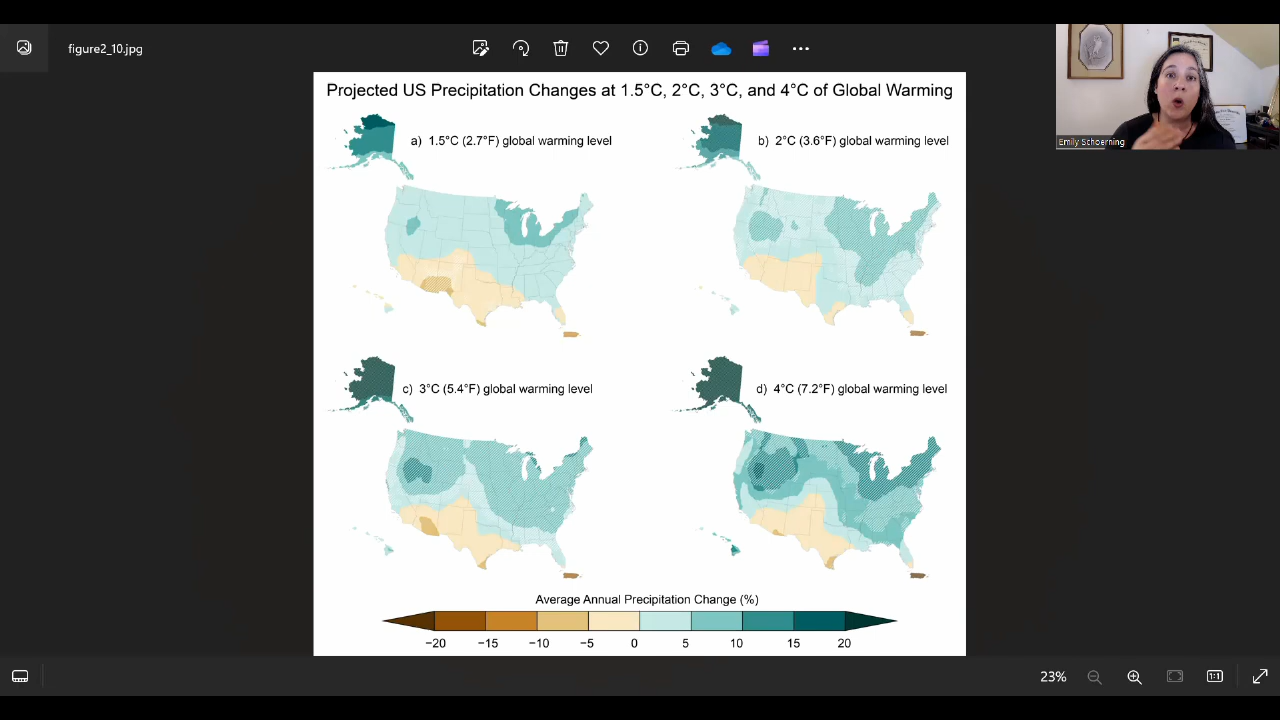 figure2_10.jpg
Emily Schoerning
Projected US Precipitation Changes at 1.5°C, 2°C, 3°C, and 4°C of Global Warming
a) 1.5°C (2.7°F) global warming level
b) 2°C (3.6°F) global warming level
c) 3°C (5.4°F) global warming level
d) 4°C (7.2°F) global warming level
Average Annual Precipitation Change (%)
−20 −15 −10 −5 0 5 10 15 20
23%
1:1